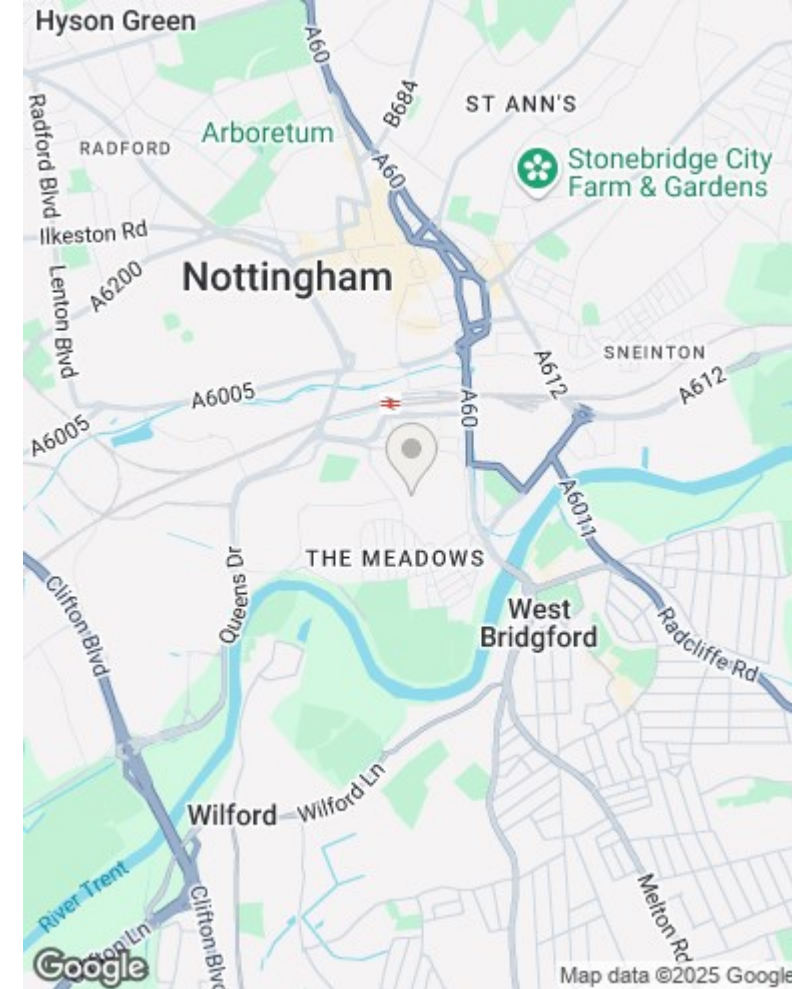 Hyson Green
A60
B684
ST ANN'S
RADFORD
Arboretum
Radford Blvd
A60
Stonebridge City
Farm & Gardens
Ilkeston Rd
A6200
Lenton Blvd
Nottingham
A612
SNEINTON
A6005
A60
A612
A6005
A6011
THE MEADOWS
Queens Dr
Clifton Blvd
West
Bridgford
Radcliffe Rd
Wilford
Wilford Ln
River Trent
Clifton Blvd
fton Ln
Melton Rd
Google
Map data ©2025 Google